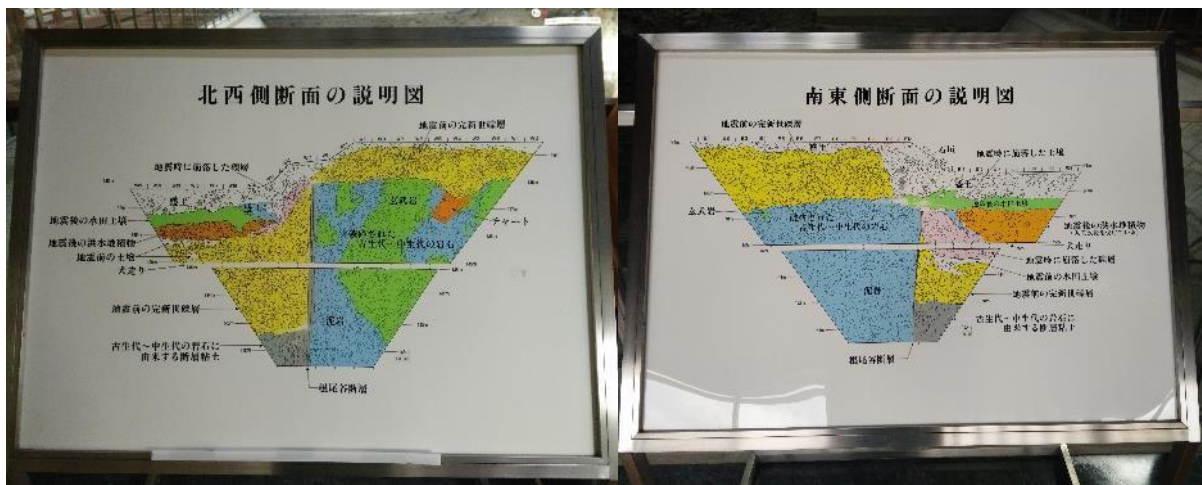 北西側断面の説明図
地震前の完新世礫層
地震時に崩落した礫層
盛土
盛土
玄武岩
チャート
地震後の水田土壌
地震後の洪水堆積物
地震前の土壌
犬走り
破砕された
古生代〜中生代の岩石
地震前の完新世礫層
泥岩
古生代〜中生代の岩石に
由来する断層粘土
根尾谷断層
南東側断面の説明図
地震前の完新世礫層
盛土
石垣
地震時に崩落した土壌
盛土
玄武岩
破砕された
古生代〜中生代の岩石
地震後の水田土壌
地震後の洪水堆積物
犬走り
地震時に崩落した礫層
地震前の水田土壌
泥岩
地震前の完新世礫層
古生代〜中生代の岩石に
由来する断層粘土
根尾谷断層